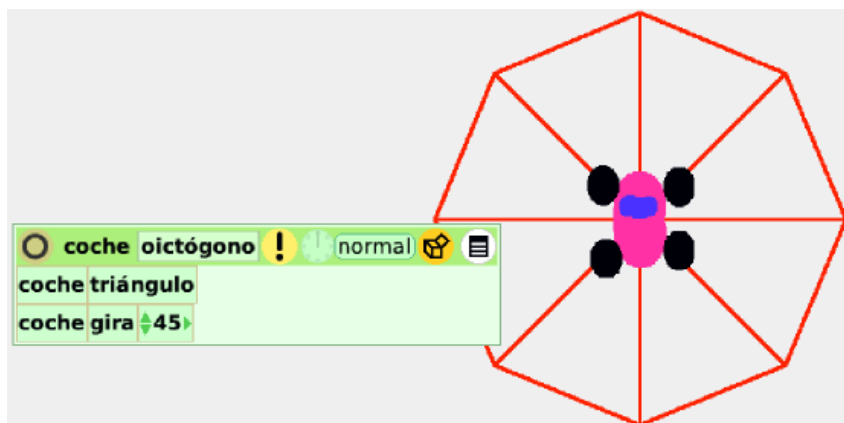 coche oictógono ! normal
coche triángulo
coche gira 45